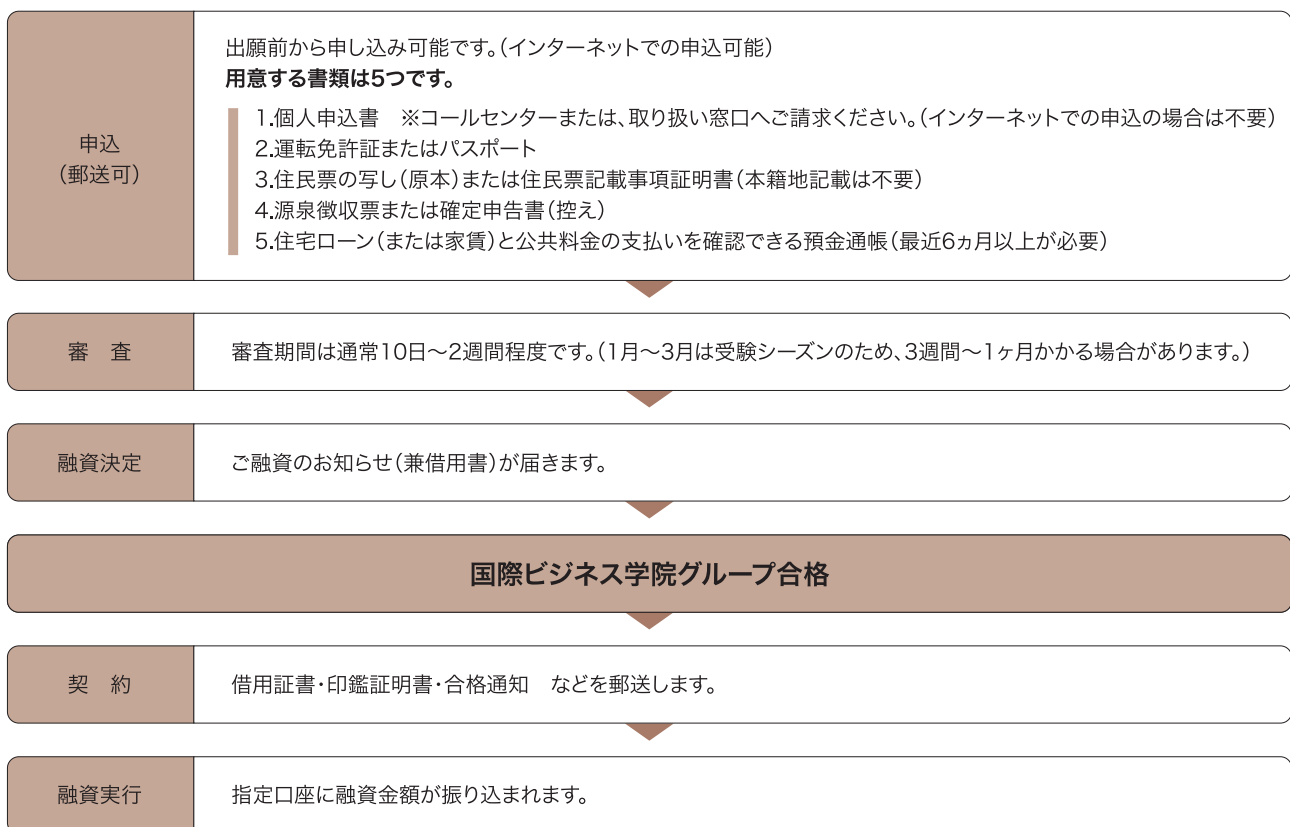 出願前から申し込み可能です。(インターネットでの申込可能)
用意する書類は5つです。
申込
(郵送可)
1.個人申込書　※コールセンターまたは、取り扱い窓口へご請求ください。(インターネットでの申込の場合は不要)
2.運転免許証またはパスポート
3.住民票の写し(原本)または住民票記載事項証明書(本籍地記載は不要)
4.源泉徴収票または確定申告書(控え)
5.住宅ローン(または家賃)と公共料金の支払いを確認できる預金通帳(最近6ヵ月以上が必要)
審　査
審査期間は通常10日〜2週間程度です。(1月〜3月は受験シーズンのため、3週間〜1ヶ月かかる場合があります。)
融資決定
ご融資のお知らせ(兼借用書)が届きます。
国際ビジネス学院グループ合格
契　約
借用証書・印鑑証明書・合格通知　などを郵送します。
融資実行
指定口座に融資金額が振り込まれます。